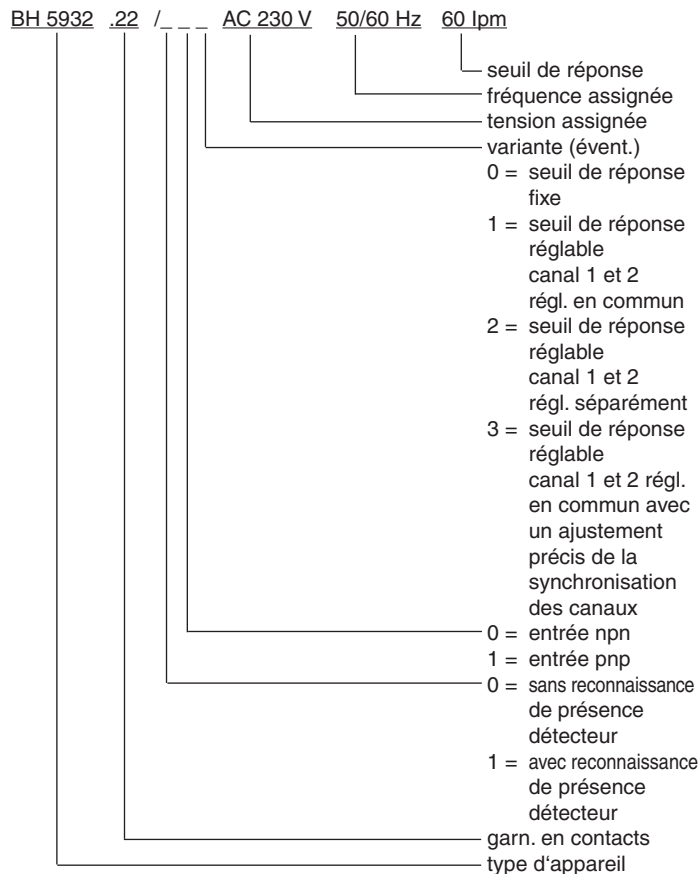 BH 5932 .22 /_ _ _ AC 230 V 50/60 Hz 60 Ipm
seuil de réponse
fréquence assignée
tension assignée
variante (évent.)
0 = seuil de réponse
fixe
1 = seuil de réponse
réglable
canal 1 et 2
régl. en commun
2 = seuil de réponse
réglable
canal 1 et 2
régl. séparément
3 = seuil de réponse
réglable
canal 1 et 2 régl.
en commun avec
un ajustement
précis de la
synchronisation
des canaux
0 = entrée npn
1 = entrée pnp
0 = sans reconnaissance
de présence
détecteur
1 = avec reconnaissance
de présence
détecteur
garn. en contacts
type d‘appareil